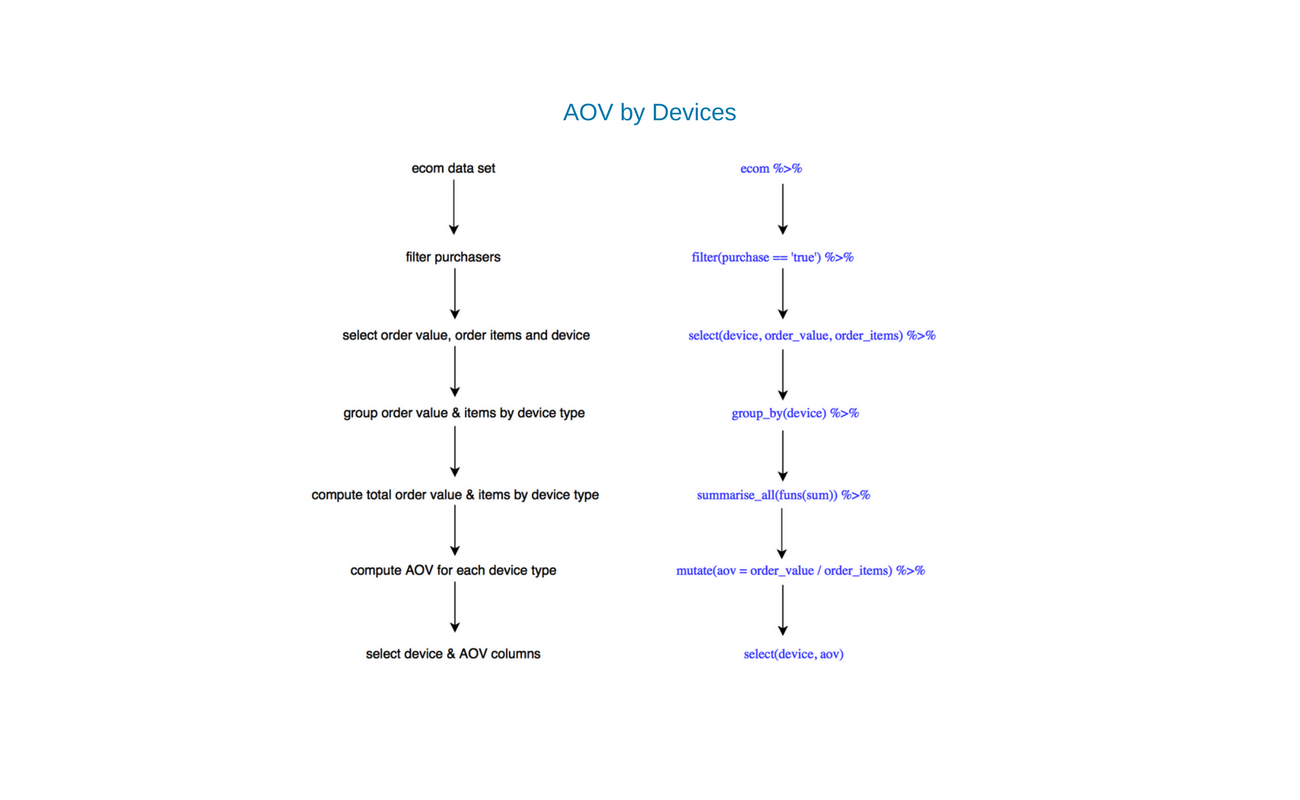 AOV by Devices
ecom data set
ecom %>%
filter purchasers
filter(purchase == 'true') %>%
select order value, order items and device
select(device, order_value, order_items) %>%
group order value & items by device type
group_by(device) %>%
compute total order value & items by device type
summarise_all(funs(sum)) %>%
compute AOV for each device type
mutate(aov = order_value / order_items) %>%
select device & AOV columns
select(device, aov)